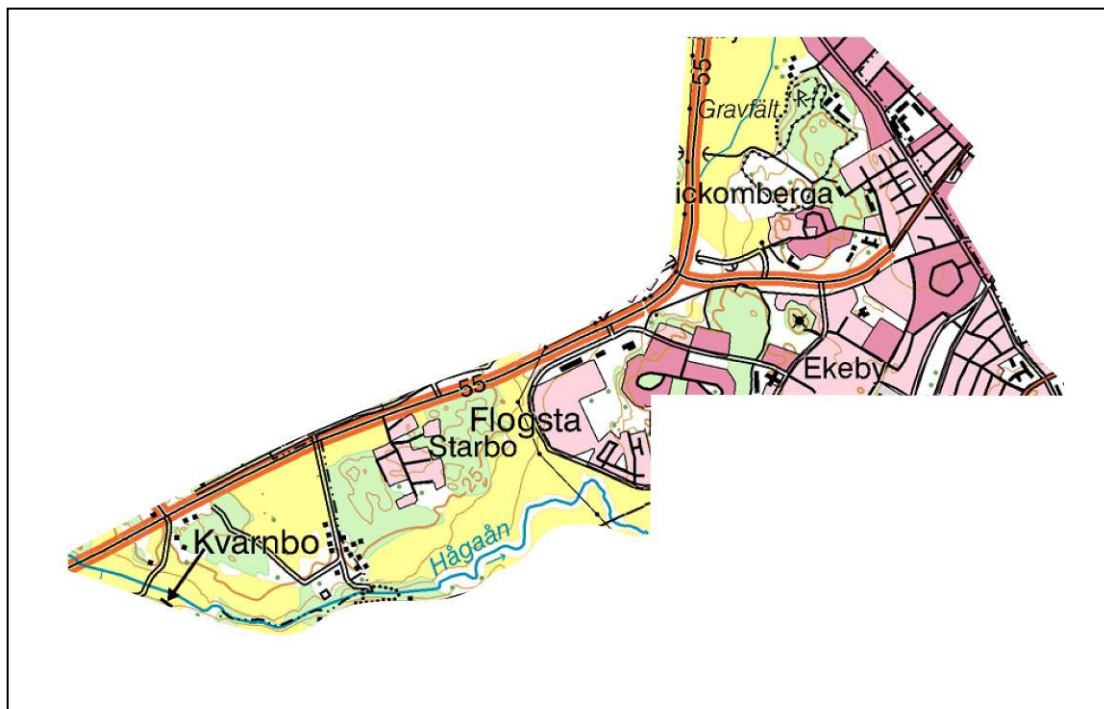 55
Gravfält
R
ickomberga
Ekeby
55
Flogsta
Starbo
25
Kvarnbo
Hågaån